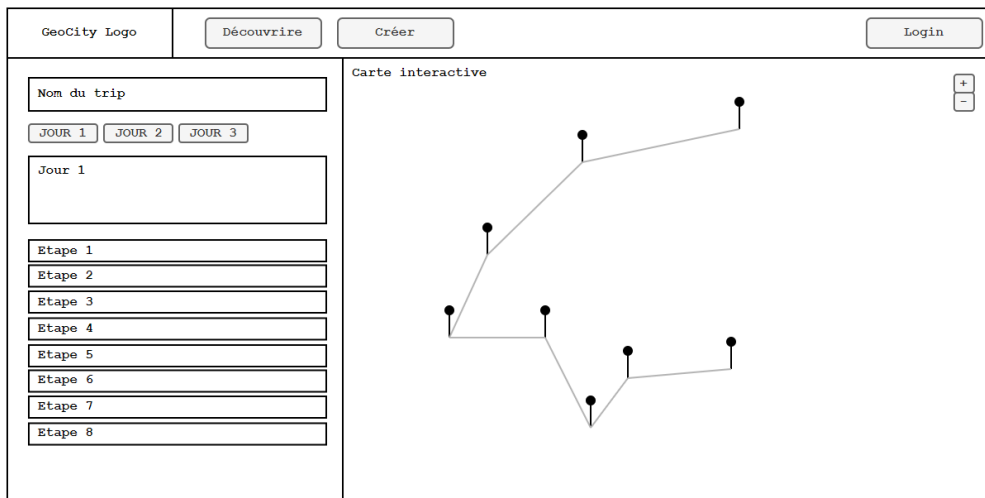 GeoCity Logo
Découvrire
Créer
Login
Nom du trip
JOUR 1
JOUR 2
JOUR 3
Jour 1
Etape 1
Etape 2
Etape 3
Etape 4
Etape 5
Etape 6
Etape 7
Etape 8
Carte interactive
+
-